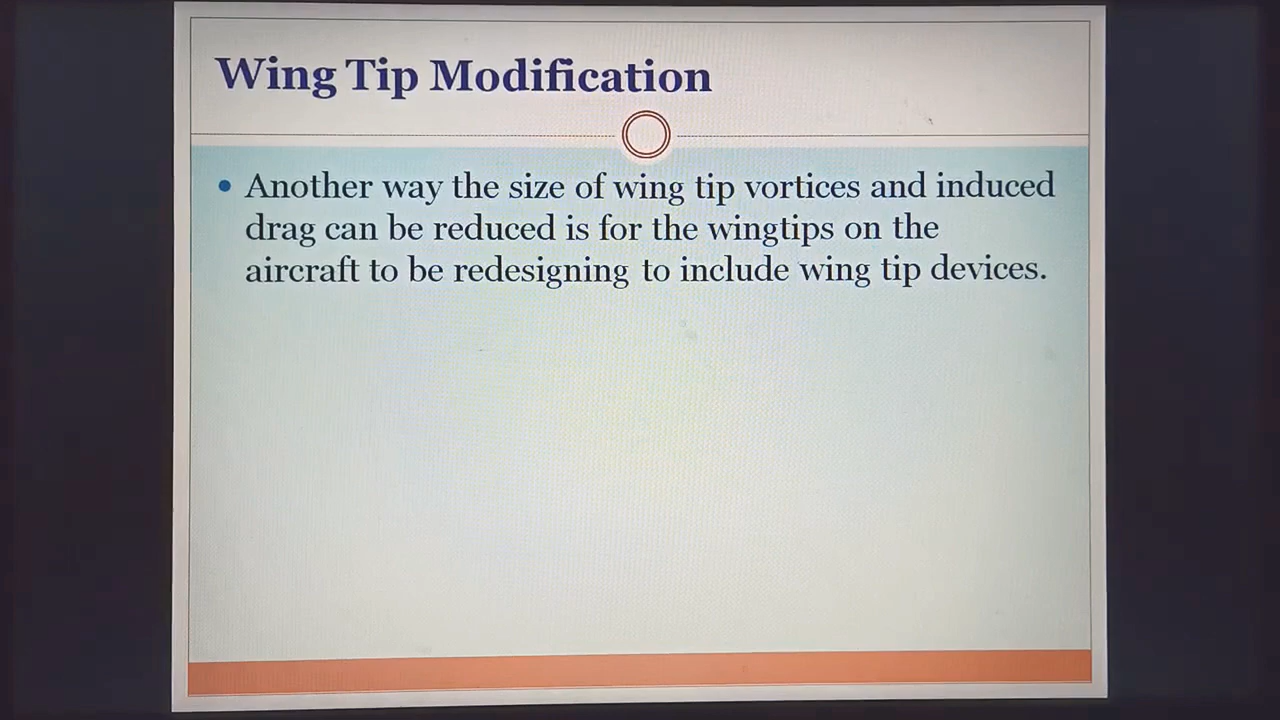 Wing Tip Modification
• Another way the size of wing tip vortices and induced
drag can be reduced is for the wingtips on the
aircraft to be redesigning to include wing tip devices.